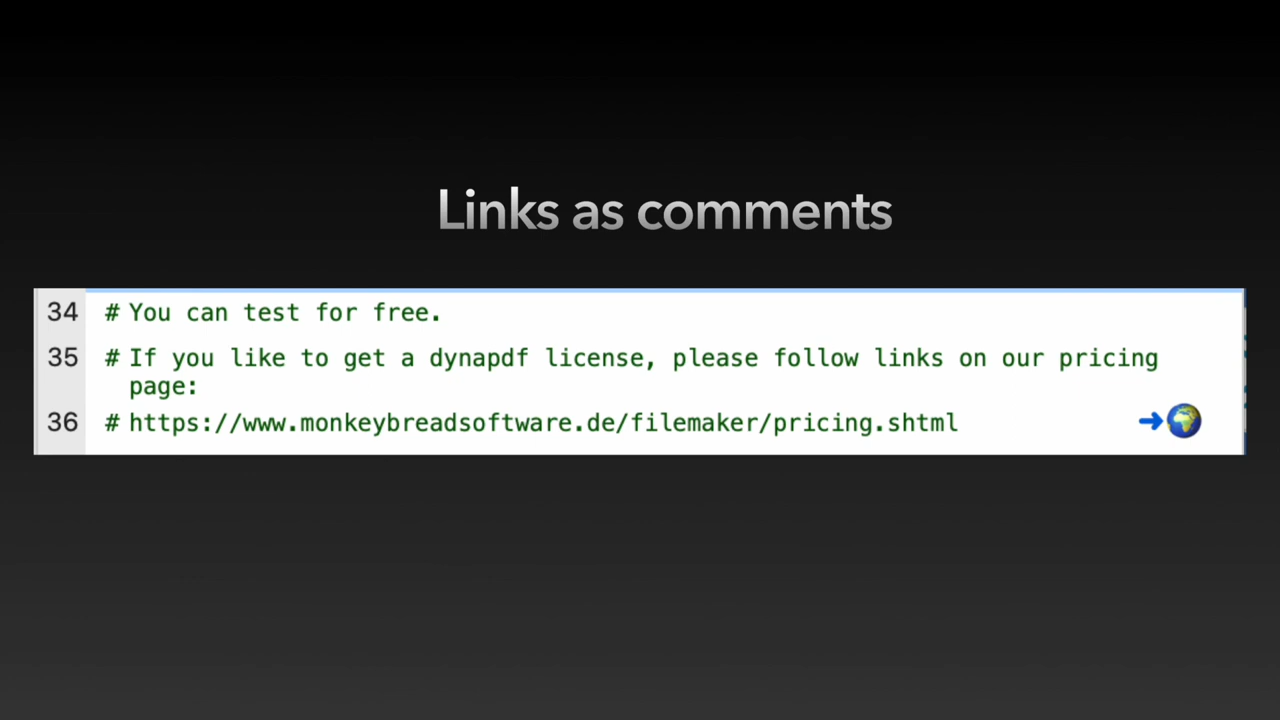 Links as comments
34 # You can test for free.
35 # If you like to get a dynapdf license, please follow links on our pricing
page:
36 # https://www.monkeybreadsoftware.de/filemaker/pricing.shtml